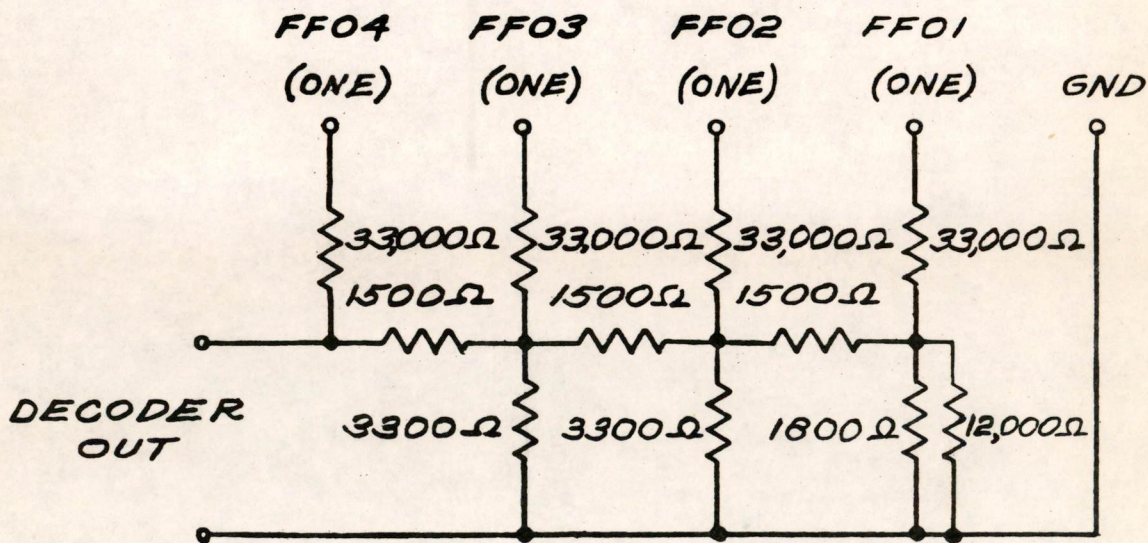 FF04 FF03 FF02 FF01
(ONE) (ONE) (ONE) (ONE) GND
33,000Ω 33,000Ω 33,000Ω 33,000Ω
1500Ω 1500Ω 1500Ω
DECODER
OUT
3300Ω 3300Ω 1800Ω 12,000Ω